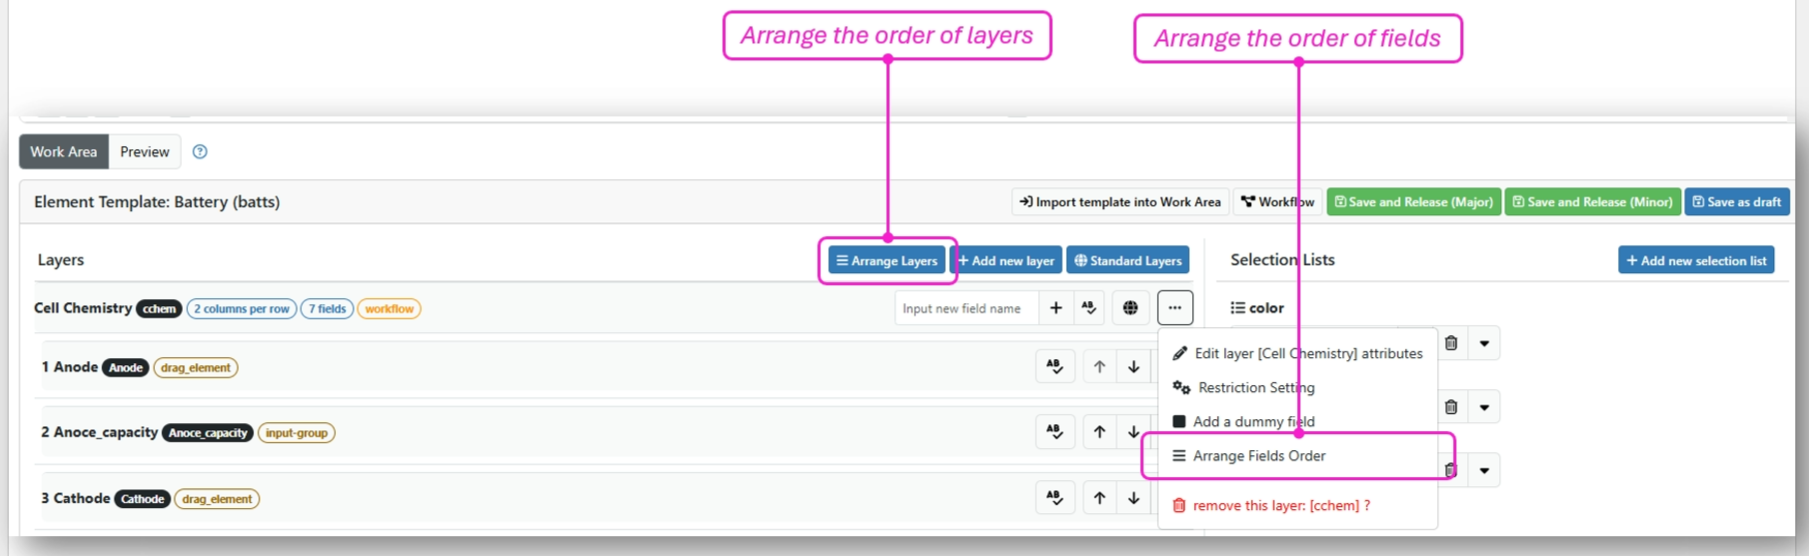 Arrange the order of layers
Arrange the order of fields
Work Area
Preview
Element Template: Battery (batts)
Import template into Work Area
Workflow
Save and Release (Major)
Save and Release (Minor)
Save as draft
Layers
Arrange Layers
+ Add new layer
Standard Layers
Selection Lists
+ Add new selection list
Cell Chemistry cchem 2 columns per row 7 fields workflow
Input new field name
color
1 Anode Anode drag_element
2 Anoce_capacity Anoce_capacity input-group
3 Cathode Cathode drag_element
Edit layer [Cell Chemistry] attributes
Restriction Setting
Add a dummy field
Arrange Fields Order
remove this layer: [cchem] ?